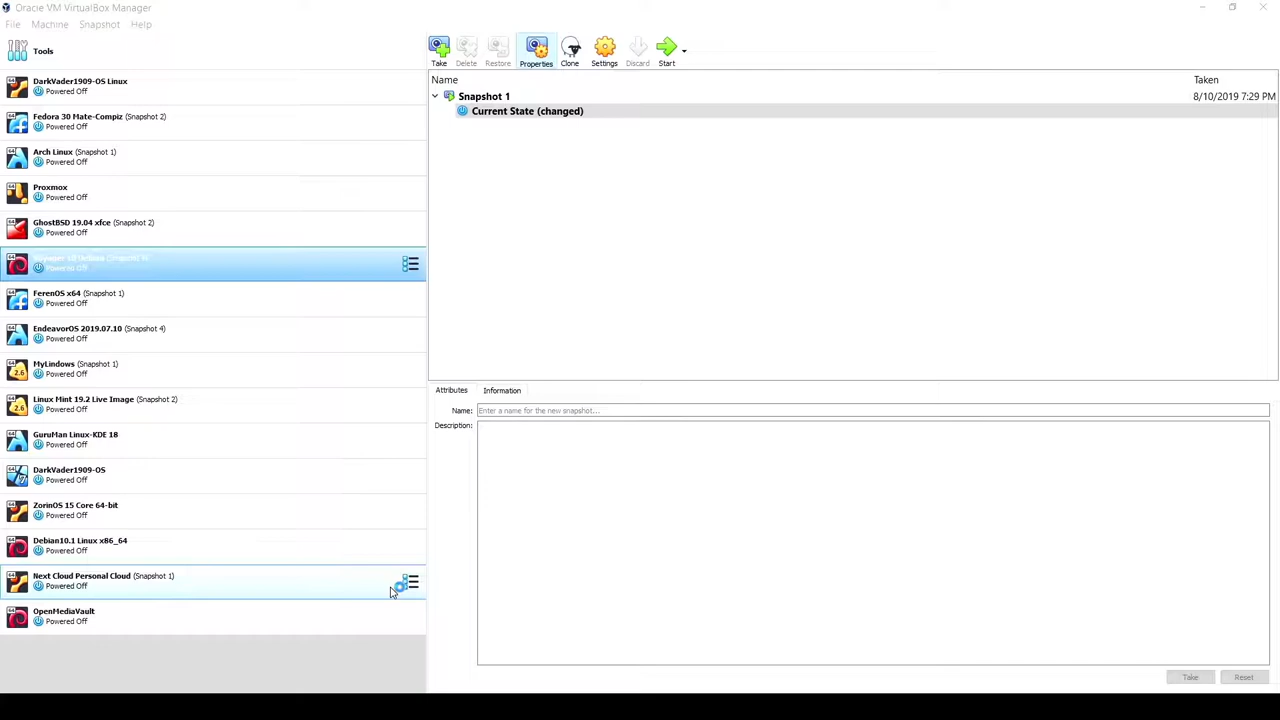 Oracle VM VirtualBox Manager
File Machine Snapshot Help
Tools
Take Delete Restore Properties Clone Settings Discard Start
Name Taken
Snapshot 1 8/10/2019 7:29 PM
Current State (changed)
DarkVader1909-OS Linux
Powered Off
Fedora 30 Mate-Compiz (Snapshot 2)
Powered Off
Arch Linux (Snapshot 1)
Powered Off
Proxmox
Powered Off
GhostBSD 19.04 xfce (Snapshot 2)
Powered Off
Powered Off
FerenOS x64 (Snapshot 1)
Powered Off
EndeavorOS 2019.07.10 (Snapshot 4)
Powered Off
MyLindows (Snapshot 1)
Powered Off
Linux Mint 19.2 Live Image (Snapshot 2)
Powered Off
GuruMan Linux-KDE 18
Powered Off
DarkVader1909-OS
Powered Off
ZorinOS 15 Core 64-bit
Powered Off
Debian10.1 Linux x86_64
Powered Off
Next Cloud Personal Cloud (Snapshot 1)
Powered Off
OpenMediaVault
Powered Off
Attributes Information
Name: Enter a name for the new snapshot...
Description:
Take Reset